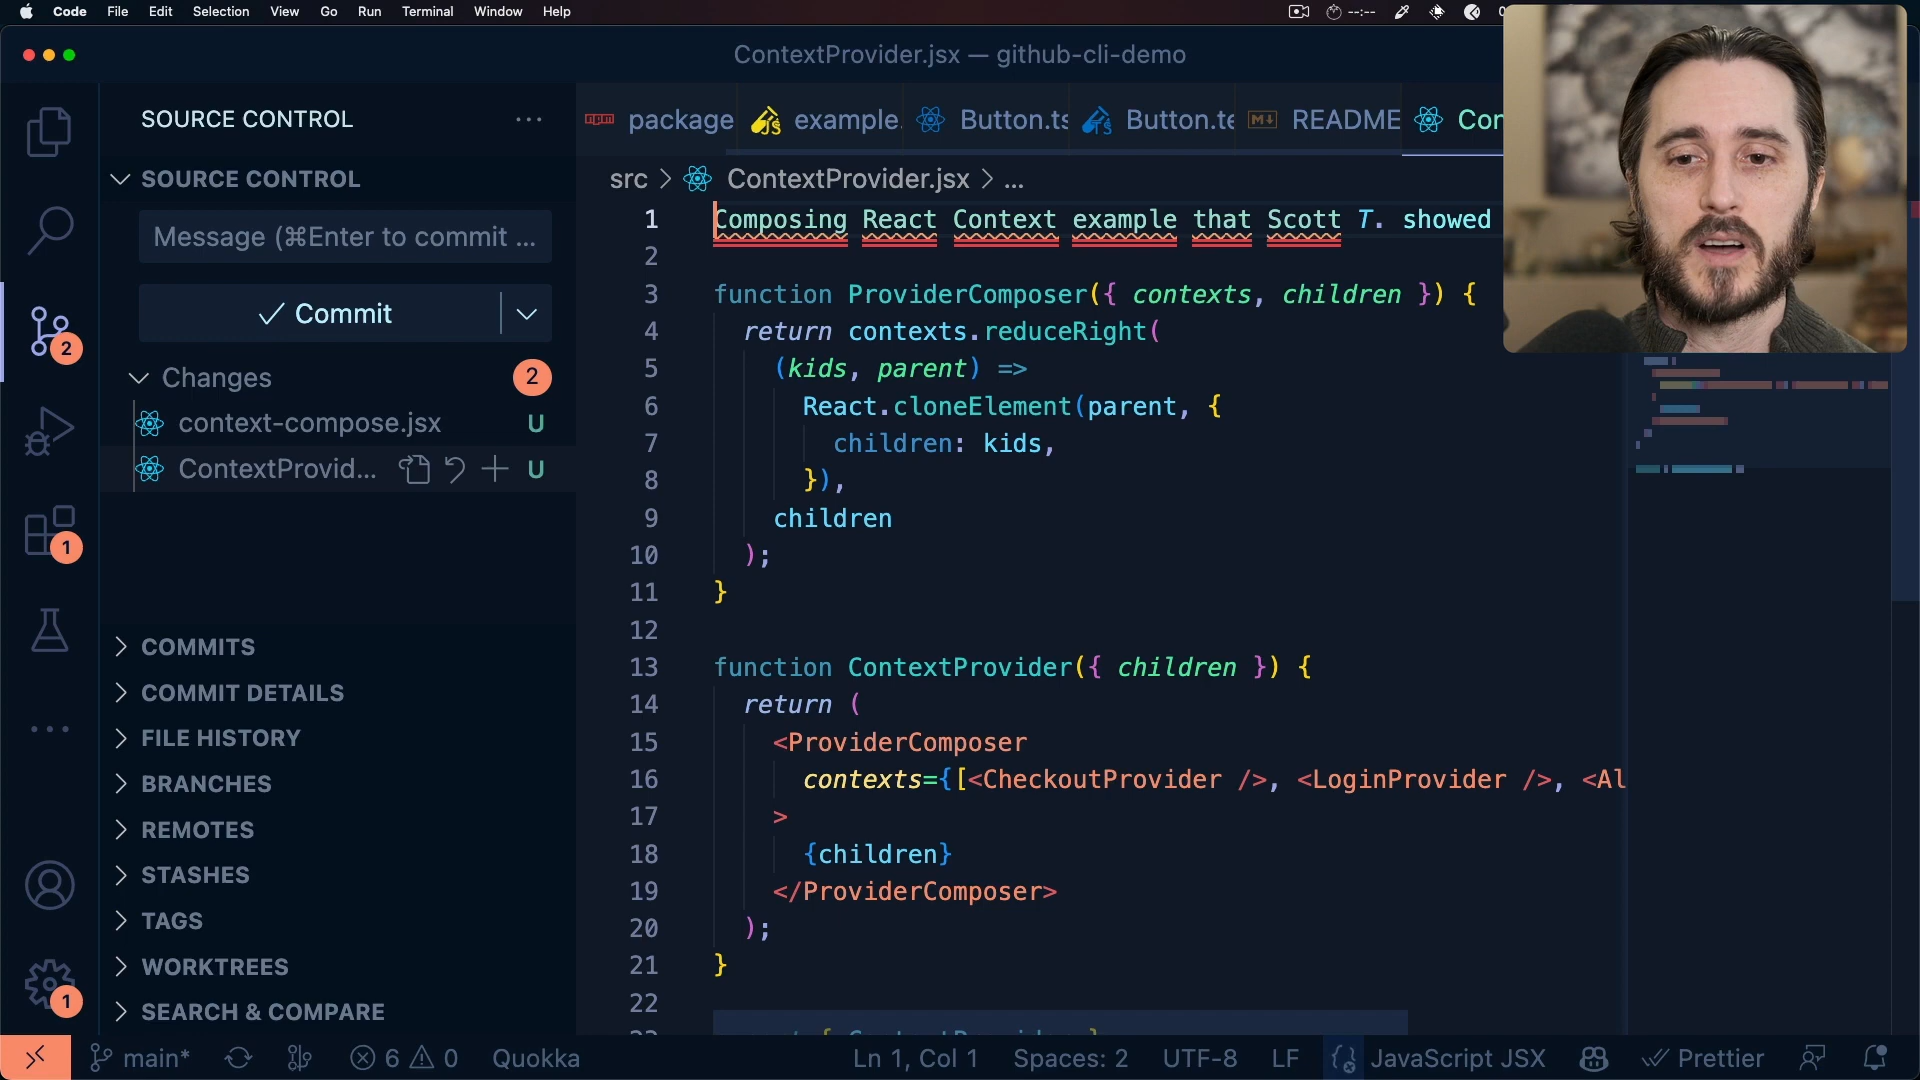 Code File Edit Selection View Go Run Terminal Window Help --:--
ContextProvider.jsx — github-cli-demo
SOURCE CONTROL ...
package example. Button.ts Button.te README Con
SOURCE CONTROL
src > ContextProvider.jsx > ...
Message (⌘Enter to commit ...
Commit
Changes 2
context-compose.jsx U
ContextProvid... U
COMMITS
COMMIT DETAILS
FILE HISTORY
BRANCHES
REMOTES
STASHES
TAGS
WORKTREES
SEARCH & COMPARE
2
1
1
1 Composing React Context example that Scott T. showed
2
3 function ProviderComposer({ contexts, children }) {
4 return contexts.reduceRight(
5 (kids, parent) =>
6 React.cloneElement(parent, {
7 children: kids,
8 }),
9 children
10 );
11 }
12
13 function ContextProvider({ children }) {
14 return (
15 <ProviderComposer
16 contexts={[<CheckoutProvider />, <LoginProvider />, <Al
17 >
18 {children}
19 </ProviderComposer>
20 );
21 }
22
main* 6 0 Quokka Ln 1, Col 1 Spaces: 2 UTF-8 LF JavaScript JSX Prettier